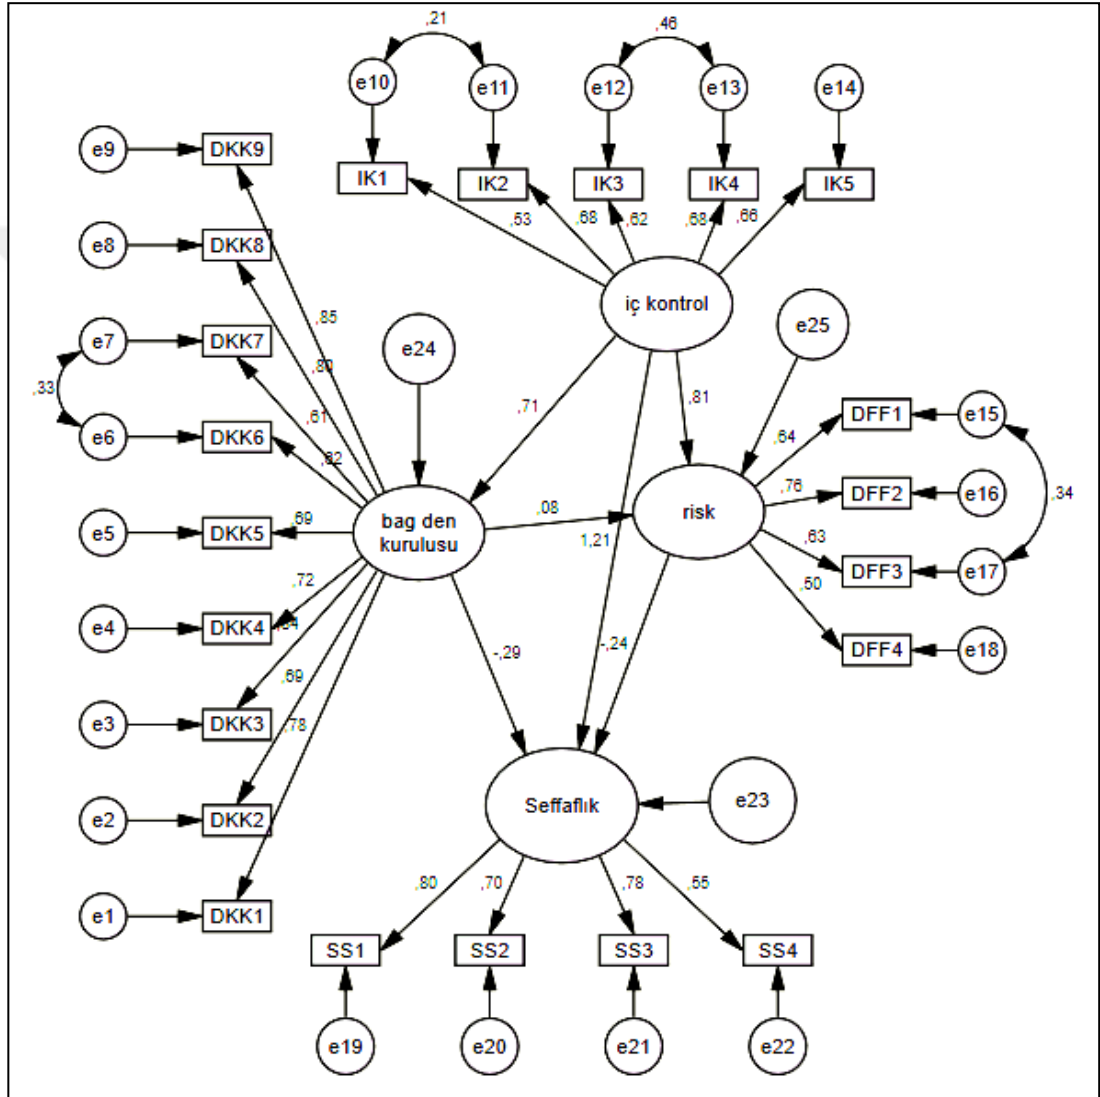 ,21
,46
e10
e11
e12
e13
e14
e9
DKK9
IK1
IK2
IK3
IK4
IK5
,53
,68
,62
,68
,66
e8
DKK8
iç kontrol
,85
e25
e7
DKK7
e24
,80
,33
,61
,71
,81
e6
DKK6
,82
DFF1
e15
,64
e5
DKK5
,69
bag den
kurulusu
,08
1,21
risk
,76
DFF2
e16
,34
,63
DFF3
e17
,50
e4
DKK4
,72
-,29
-,24
DFF4
e18
e3
DKK3
,69
,78
e2
DKK2
Seffaflık
e23
e1
DKK1
,80
,70
,78
,55
SS1
SS2
SS3
SS4
e19
e20
e21
e22